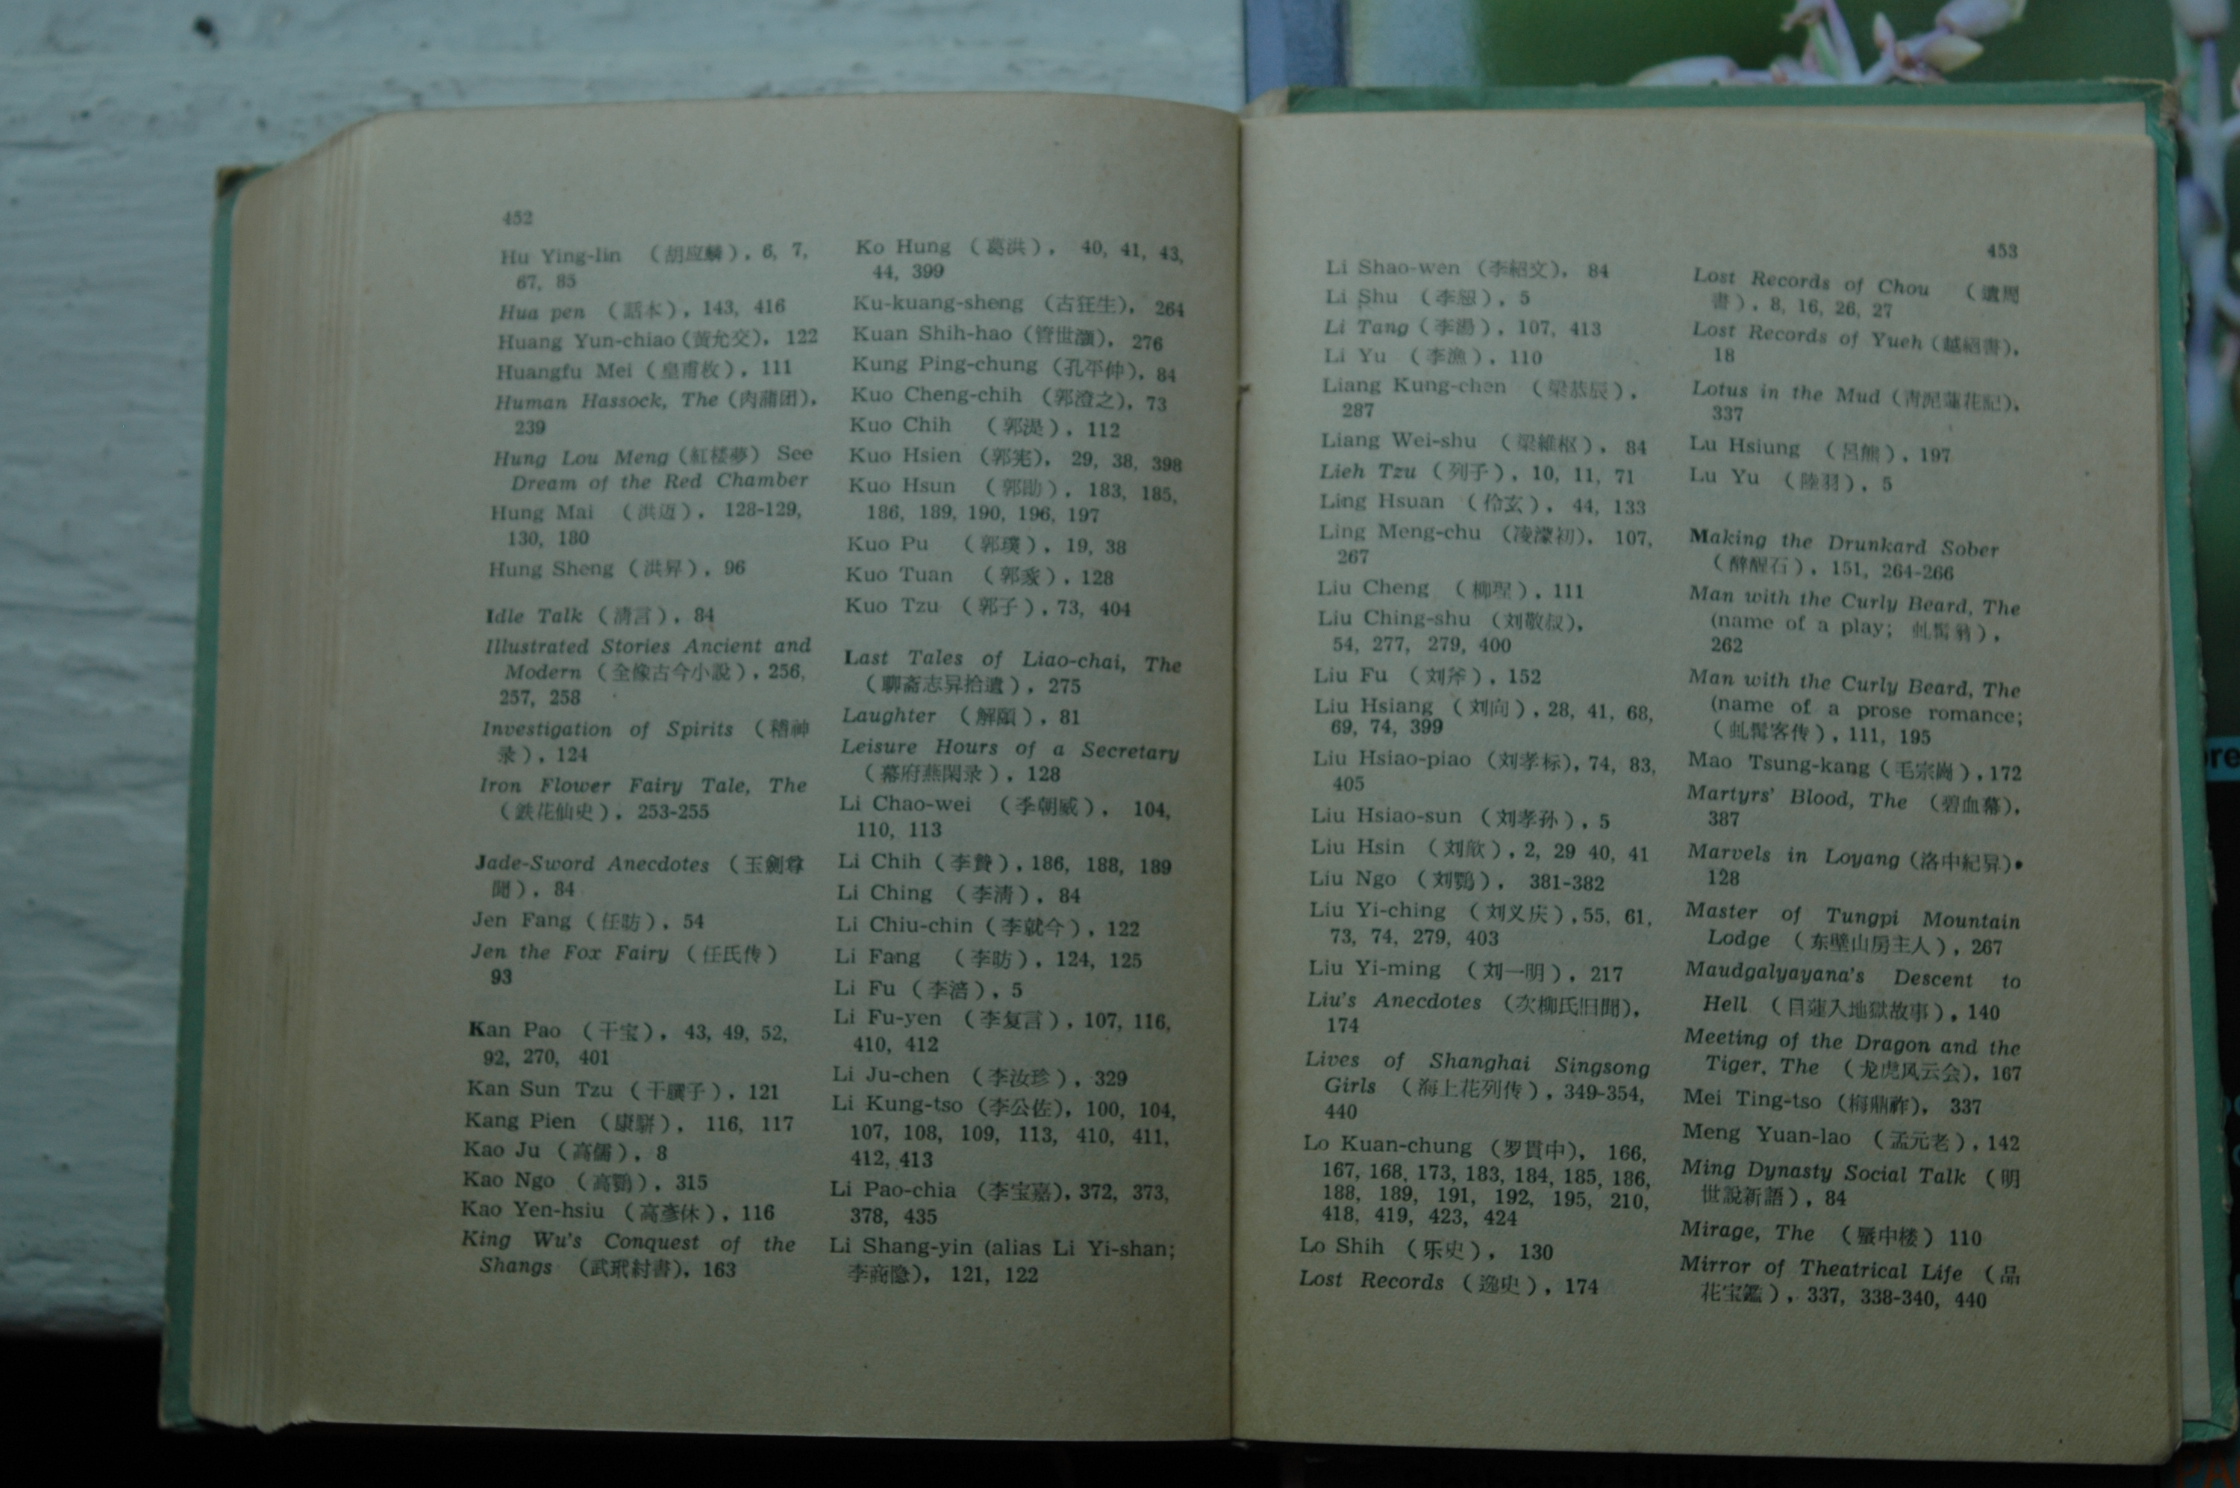 452
Hu Ying-lin (胡应麟), 6, 7,
67, 85
Hua pen (話本), 143, 416
Huang Yun-chiao (黃允交), 122
Huangfu Mei (皇甫枚), 111
Human Hassock, The (肉蒲团),
239
Hung Lou Meng (紅樓夢) See
Dream of the Red Chamber
Hung Mai (洪迈), 128-129,
130, 180
Hung Sheng (洪昇), 96
Idle Talk (清言), 84
Illustrated Stories Ancient and
Modern (全像古今小說), 256,
257, 258
Investigation of Spirits (稽神
录), 124
Iron Flower Fairy Tale, The
(鉄花仙史), 253-255
Jade-Sword Anecdotes (玉劍尊
聞), 84
Jen Fang (任昉), 54
Jen the Fox Fairy (任氏传)
93
Kan Pao (干宝), 43, 49, 52,
92, 270, 401
Kan Sun Tzu (干𦠆子), 121
Kang Pien (康騈), 116, 117
Kao Ju (高儒), 8
Kao Ngo (高鶚), 315
Kao Yen-hsiu (高彥休), 116
King Wu's Conquest of the
Shangs (武王伐紂書), 163
Ko Hung (葛洪), 40, 41, 43,
44, 399
Ku-kuang-sheng (古狂生), 264
Kuan Shih-hao (管世灝), 276
Kung Ping-chung (孔平仲), 84
Kuo Cheng-chih (郭澄之), 73
Kuo Chih (郭湜), 112
Kuo Hsien (郭宪), 29, 38, 398
Kuo Hsun (郭勋), 183, 185,
186, 189, 190, 196, 197
Kuo Pu (郭璞), 19, 38
Kuo Tuan (郭彖), 128
Kuo Tzu (郭子), 73, 404
Last Tales of Liao-chai, The
(聊斋志异拾遺), 275
Laughter (解頤), 81
Leisure Hours of a Secretary
(幕府燕閑录), 128
Li Chao-wei (李朝威), 104,
110, 113
Li Chih (李贄), 186, 188, 189
Li Ching (李清), 84
Li Chiu-chin (李就今), 122
Li Fang (李昉), 124, 125
Li Fu (李涪), 5
Li Fu-yen (李复言), 107, 116,
410, 412
Li Ju-chen (李汝珍), 329
Li Kung-tso (李公佐), 100, 104,
107, 108, 109, 113, 410, 411,
412, 413
Li Pao-chia (李宝嘉), 372, 373,
378, 435
Li Shang-yin (alias Li Yi-shan;
李商隐), 121, 122
453
Li Shao-wen (李紹文), 84
Li Shu (李恕), 5
Li Tang (李), 107, 413
Li Yu (李漁), 110
Liang Kung-chen (梁恭辰),
287
Liang Wei-shu (梁維枢), 84
Lieh Tzu (列子), 10, 11, 71
Ling Hsuan (伶玄), 44, 133
Ling Meng-chu (凌濛初), 107,
267
Liu Cheng (柳珵), 111
Liu Ching-shu (刘敬叔),
54, 277, 279, 400
Liu Fu (刘斧), 152
Liu Hsiang (刘向), 28, 41, 68,
69, 74, 399
Liu Hsiao-piao (刘孝标), 74, 83,
405
Liu Hsiao-sun (刘孝孙), 5
Liu Hsin (刘歆), 2, 29 40, 41
Liu Ngo (刘鶚), 381-382
Liu Yi-ching (刘义庆), 55, 61,
73, 74, 279, 403
Liu Yi-ming (刘一明), 217
Liu's Anecdotes (次柳氏旧聞),
174
Lives of Shanghai Singsong
Girls (海上花列传), 349-354,
440
Lo Kuan-chung (罗貫中), 166,
167, 168, 173, 183, 184, 185, 186,
188, 189, 191, 192, 195, 210,
418, 419, 423, 424
Lo Shih (乐史), 130
Lost Records (逸史), 174
Lost Records of Chou (逸周
書), 8, 16, 26, 27
Lost Records of Yueh (越絕書),
18
Lotus in the Mud (青泥蓮花記),
337
Lu Hsiung (呂熊), 197
Lu Yu (陸羽), 5
Making the Drunkard Sober
(醉醒石), 151, 264-266
Man with the Curly Beard, The
(name of a play; 虬髯翁),
262
Man with the Curly Beard, The
(name of a prose romance;
(虬髯客传), 111, 195
Mao Tsung-kang (毛宗崗), 172
Martyrs' Blood, The (碧血幕),
387
Marvels in Loyang (洛中紀异),
128
Master of Tungpi Mountain
Lodge (东壁山房主人), 267
Maudgalyayana's Descent to
Hell (目蓮入地獄故事), 140
Meeting of the Dragon and the
Tiger, The (龙虎风云会), 167
Mei Ting-tso (梅鼎祚), 337
Meng Yuan-lao (孟元老), 142
Ming Dynasty Social Talk (明
世說新語), 84
Mirage, The (蜃中楼) 110
Mirror of Theatrical Life (品
花宝鑑), 337, 338-340, 440